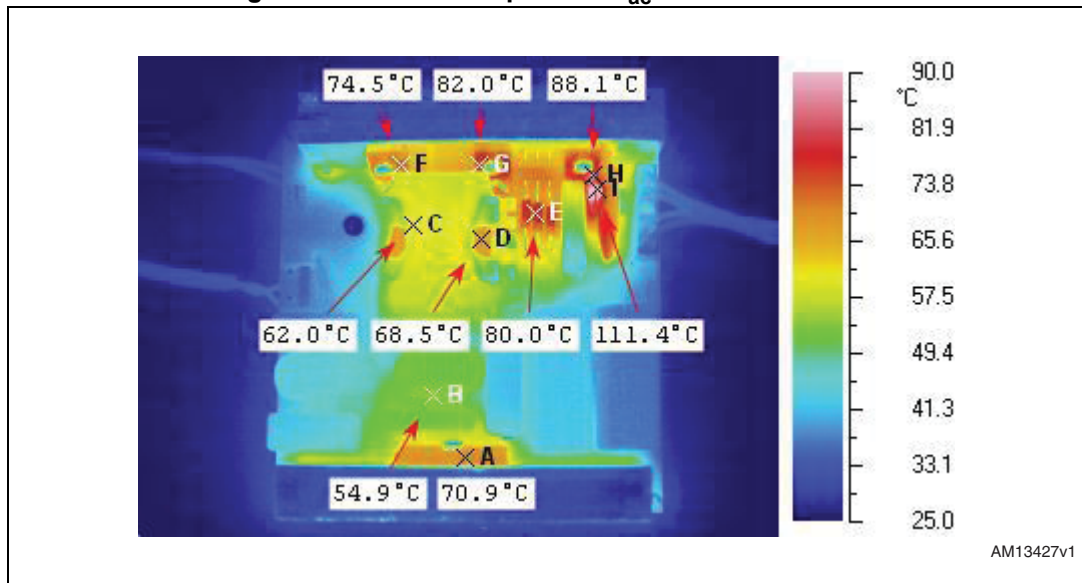 74.5°C 82.0°C 88.1°C
90.0
°C
81.9
F G H
I
73.8
E
C
D
65.6
57.5
62.0°C 68.5°C 80.0°C 111.4°C
49.4
B
41.3
A
33.1
54.9°C 70.9°C
25.0
AM13427v1